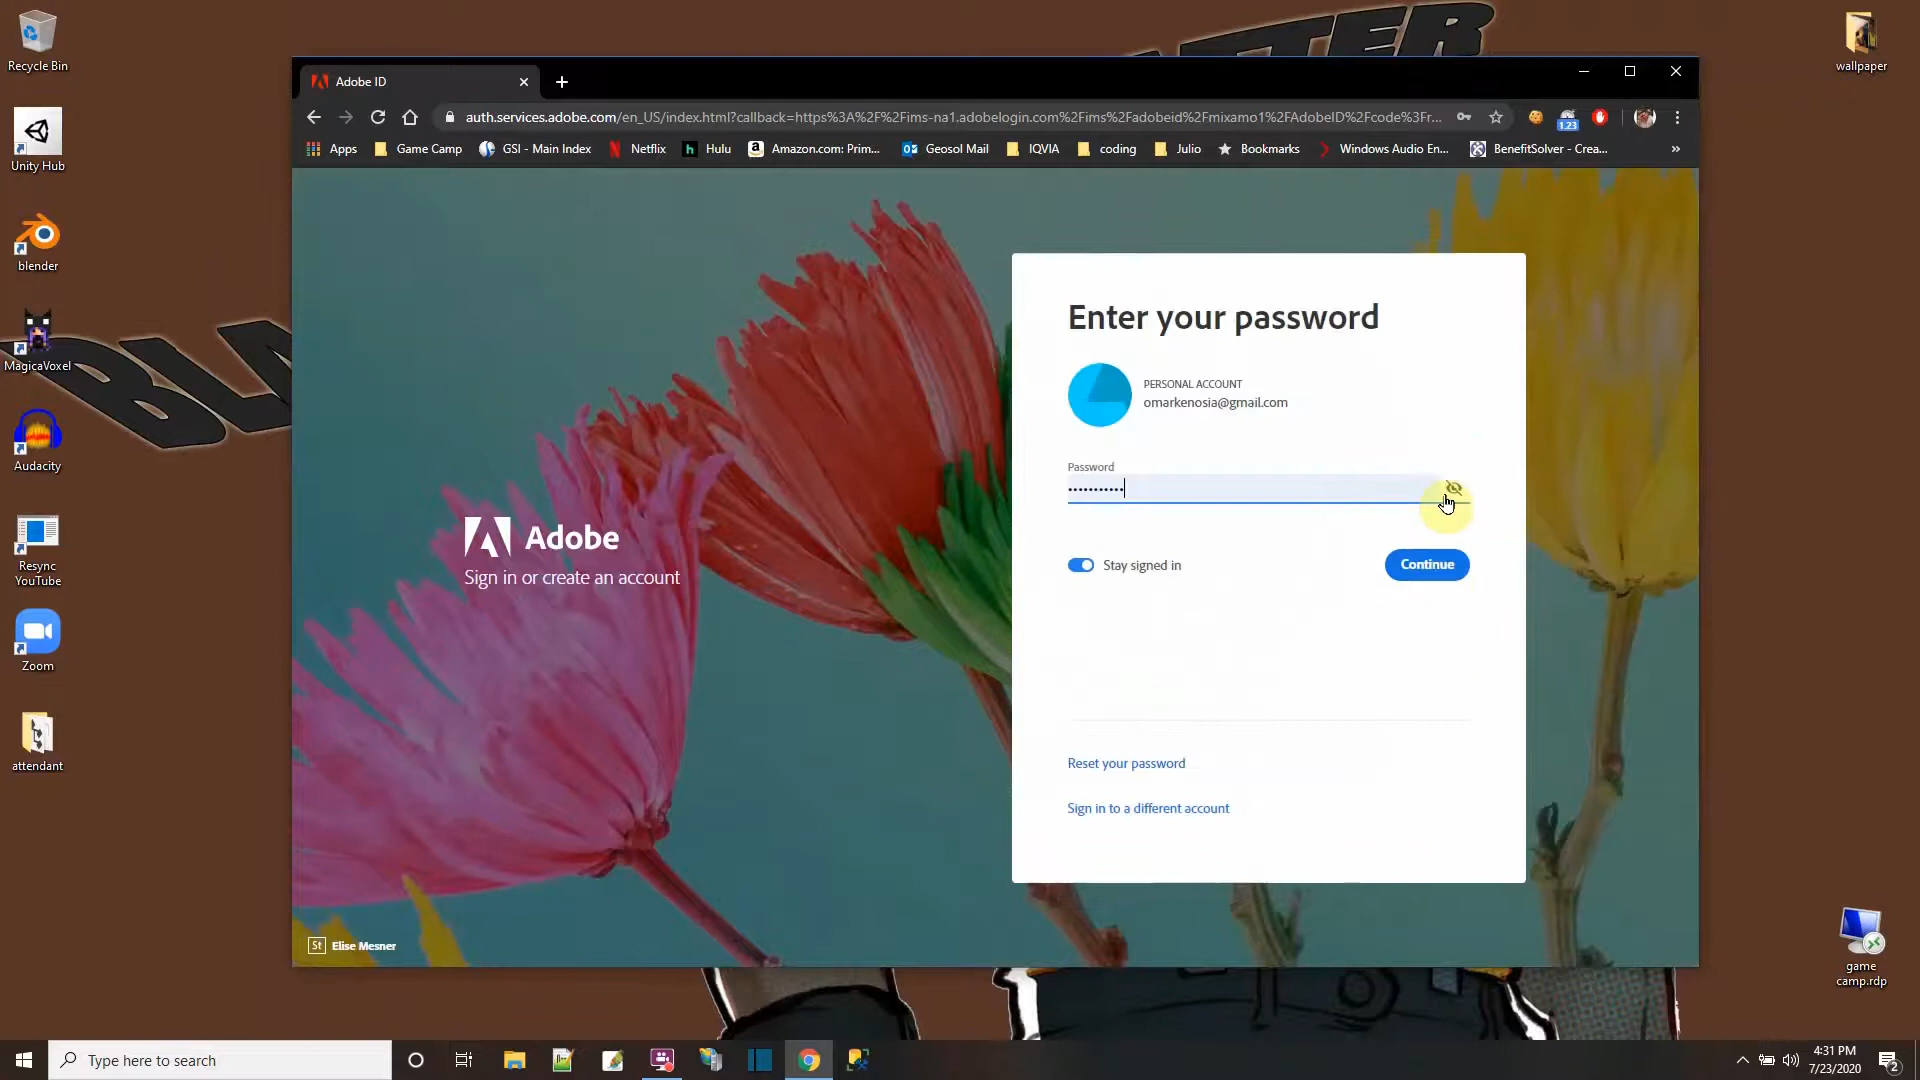 Recycle Bin
Unity Hub
blender
MagicaVoxel
Audacity
Resync
YouTube
Zoom
attendant
wallpaper
game
camp.rdp
Adobe ID
auth.services.adobe.com/en_US/index.html?callback=https%3A%2F%2Fims-na1.adobelogin.com%2Fims%2Fadobeid%2Fmixamo1%2FAdobeID%2Fcode%3Fr...
1.23
Apps
Game Camp
GSI - Main Index
Netflix
h Hulu
Amazon.com: Prim...
Geosol Mail
IQVIA
coding
Julio
Bookmarks
Windows Audio En...
BenefitSolver - Crea...
»
Adobe
Sign in or create an account
Enter your password
PERSONAL ACCOUNT
omarkenosia@gmail.com
Password
•••••••••••
Stay signed in
Continue
Reset your password
Sign in to a different account
St Elise Mesner
Type here to search
4:31 PM
7/23/2020
2